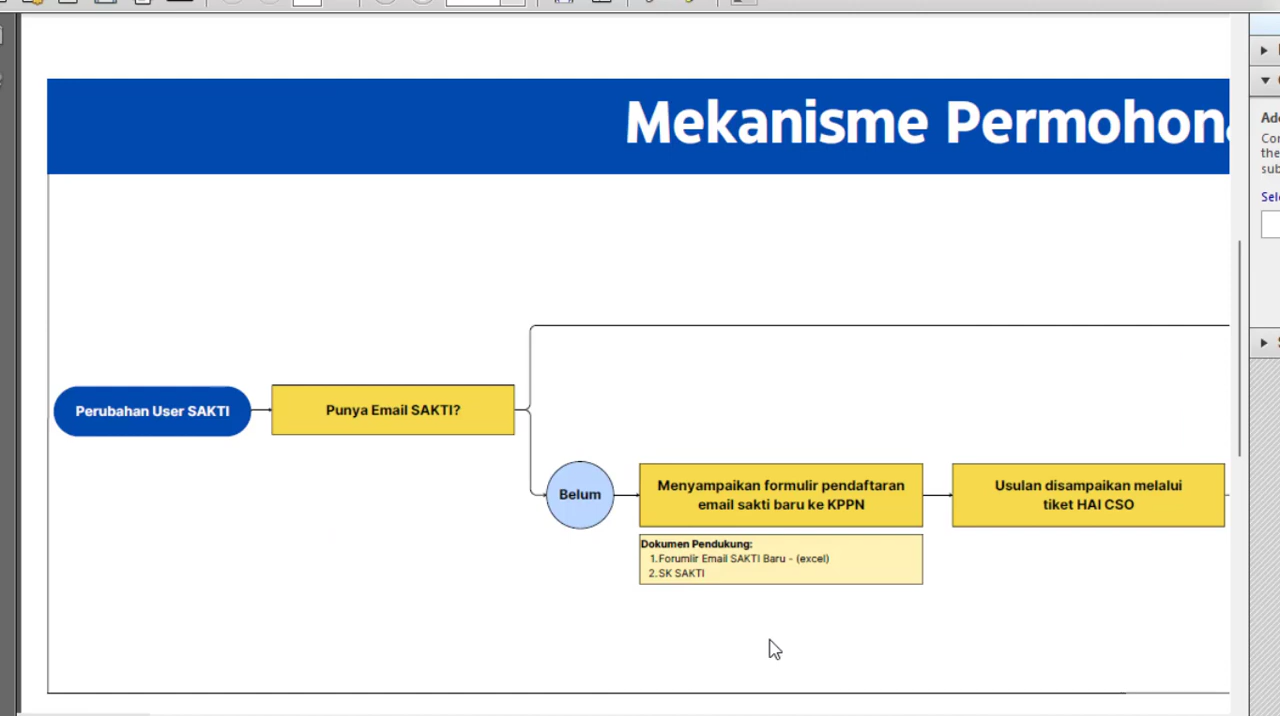 Mekanisme Permohona
Perubahan User SAKTI
Punya Email SAKTI?
Belum
Menyampaikan formulir pendaftaran
email sakti baru ke KPPN
Usulan disampaikan melalui
tiket HAI CSO
Dokumen Pendukung:
1.Forumlir Email SAKTI Baru - (excel)
2.SK SAKTI